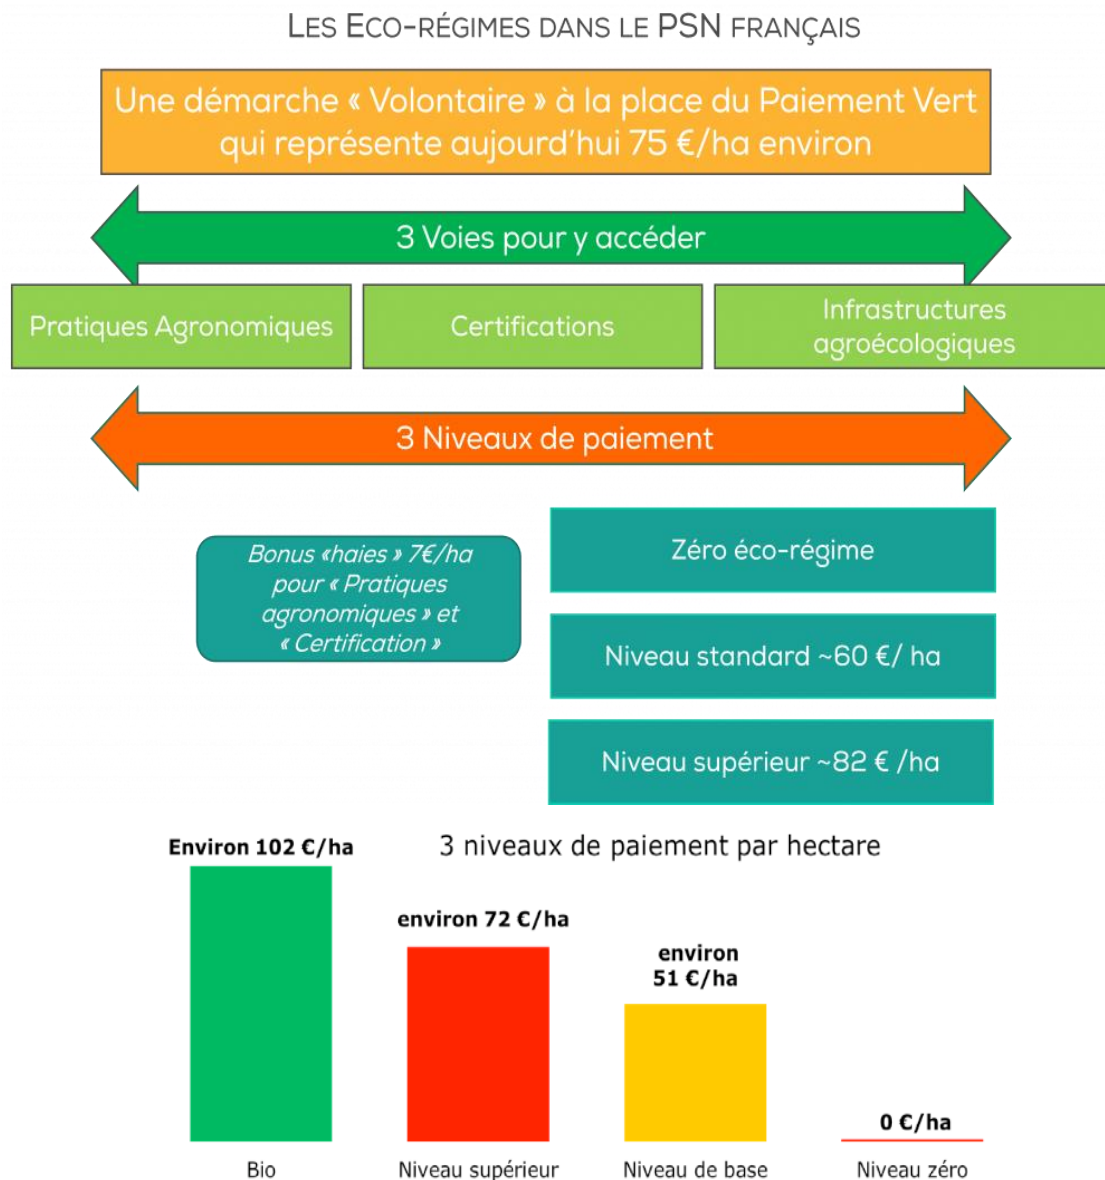 LES ECO-RÉGIMES DANS LE PSN FRANÇAIS
Une démarche « Volontaire » à la place du Paiement Vert
qui représente aujourd'hui 75 €/ha environ
3 Voies pour y accéder
Pratiques Agronomiques
Certifications
Infrastructures
agroécologiques
3 Niveaux de paiement
Bonus «haies» 7€/ha
pour « Pratiques
agronomiques » et
« Certification »
Zéro éco-régime
Niveau standard ~60 €/ ha
Niveau supérieur ~82 € /ha
3 niveaux de paiement par hectare
Environ 102 €/ha
environ 72 €/ha
environ
51 €/ha
0 €/ha
Bio
Niveau supérieur
Niveau de base
Niveau zéro